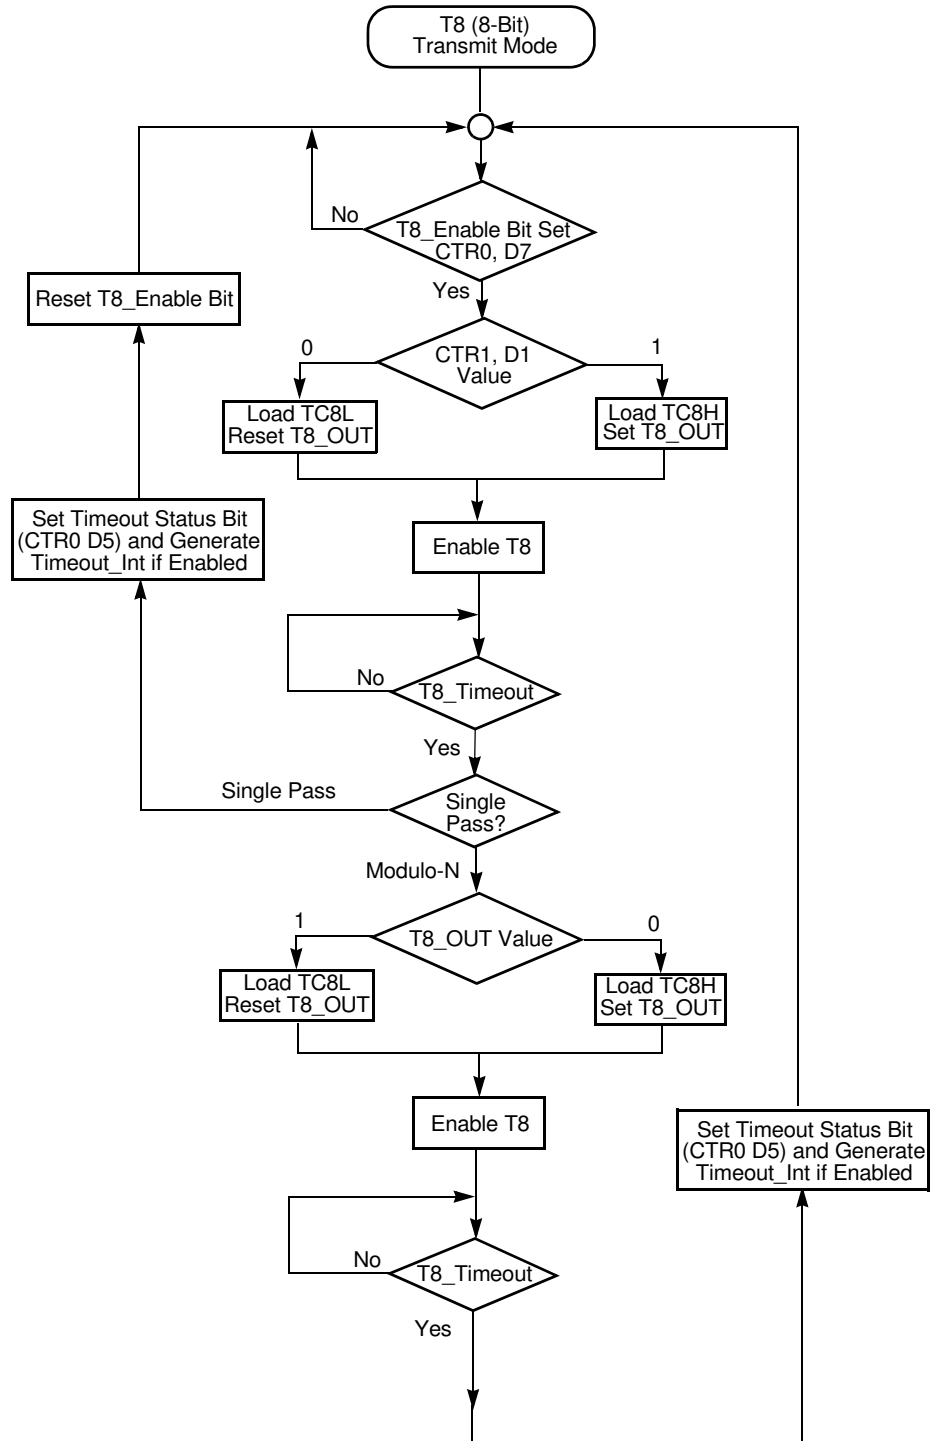 T8 (8-Bit)
Transmit Mode
No
T8_Enable Bit Set
CTR0, D7
Yes
Reset T8_Enable Bit
0
CTR1, D1
Value
1
Load TC8L
Reset T8_OUT
Load TC8H
Set T8_OUT
Set Timeout Status Bit
(CTR0 D5) and Generate
Timeout_Int if Enabled
Enable T8
No
T8_Timeout
Yes
Single Pass
Single
Pass?
Modulo-N
1
T8_OUT Value
0
Load TC8L
Reset T8_OUT
Load TC8H
Set T8_OUT
Enable T8
Set Timeout Status Bit
(CTR0 D5) and Generate
Timeout_Int if Enabled
No
T8_Timeout
Yes